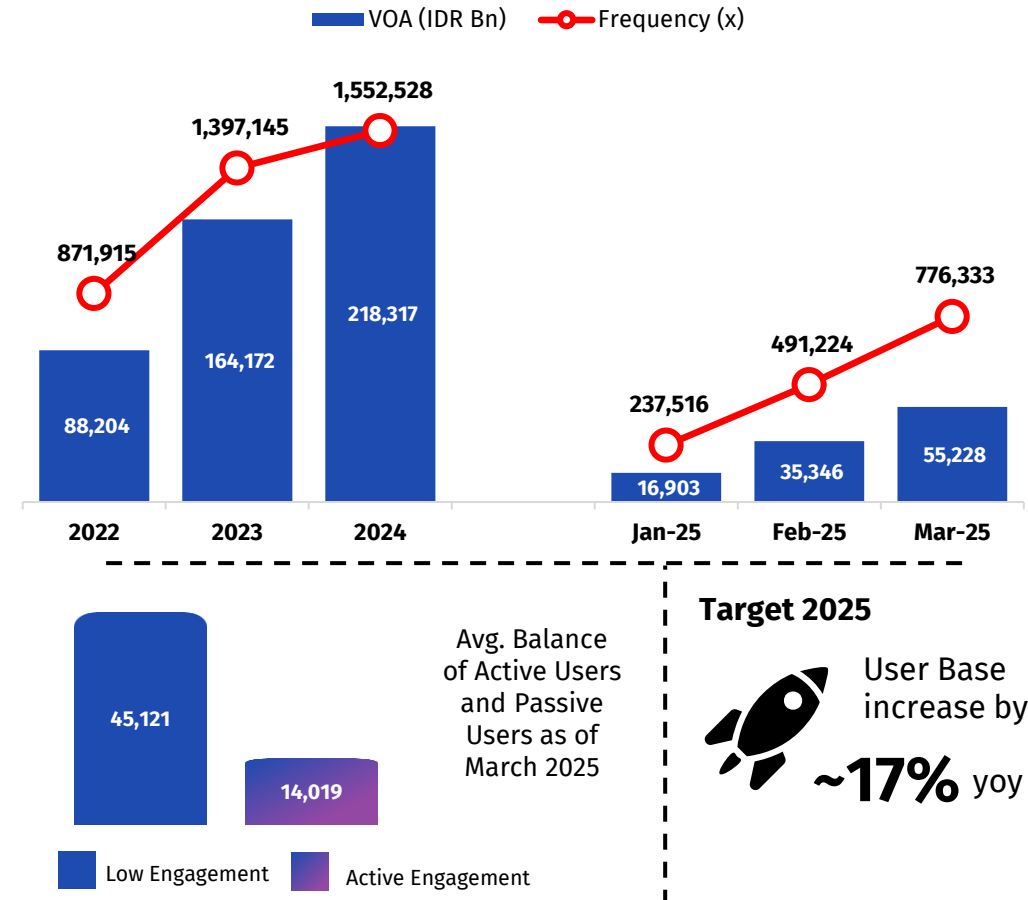 VOA (IDR Bn) Frequency (x)
1,552,528
1,397,145
871,915
218,317
164,172
88,204
776,333
491,224
237,516
55,228
35,346
16,903
2022 2023 2024 Jan-25 Feb-25 Mar-25
45,121
14,019
Low Engagement Active Engagement
Avg. Balance
of Active Users
and Passive
Users as of
March 2025
Target 2025
User Base
increase by
~17% yoy